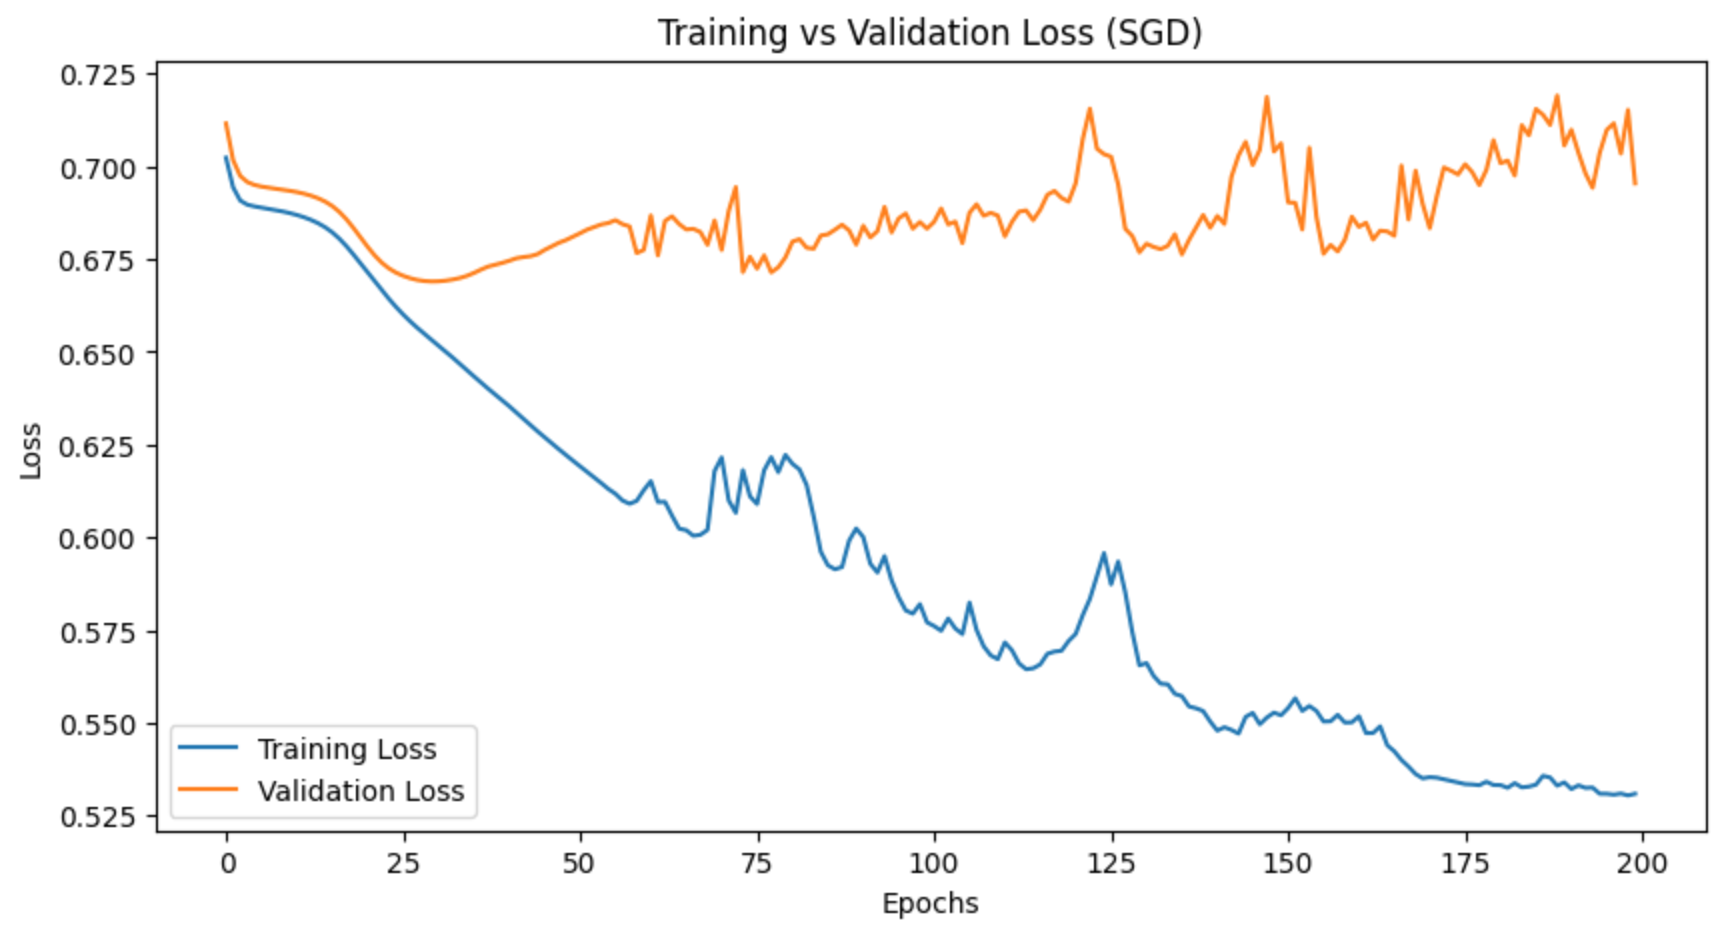 Training vs Validation Loss (SGD)
0.725
0.700
0.675
0.650
0.625
0.600
0.575
0.550
0.525
Loss
Training Loss
Validation Loss
0 25 50 75 100 125 150 175 200
Epochs